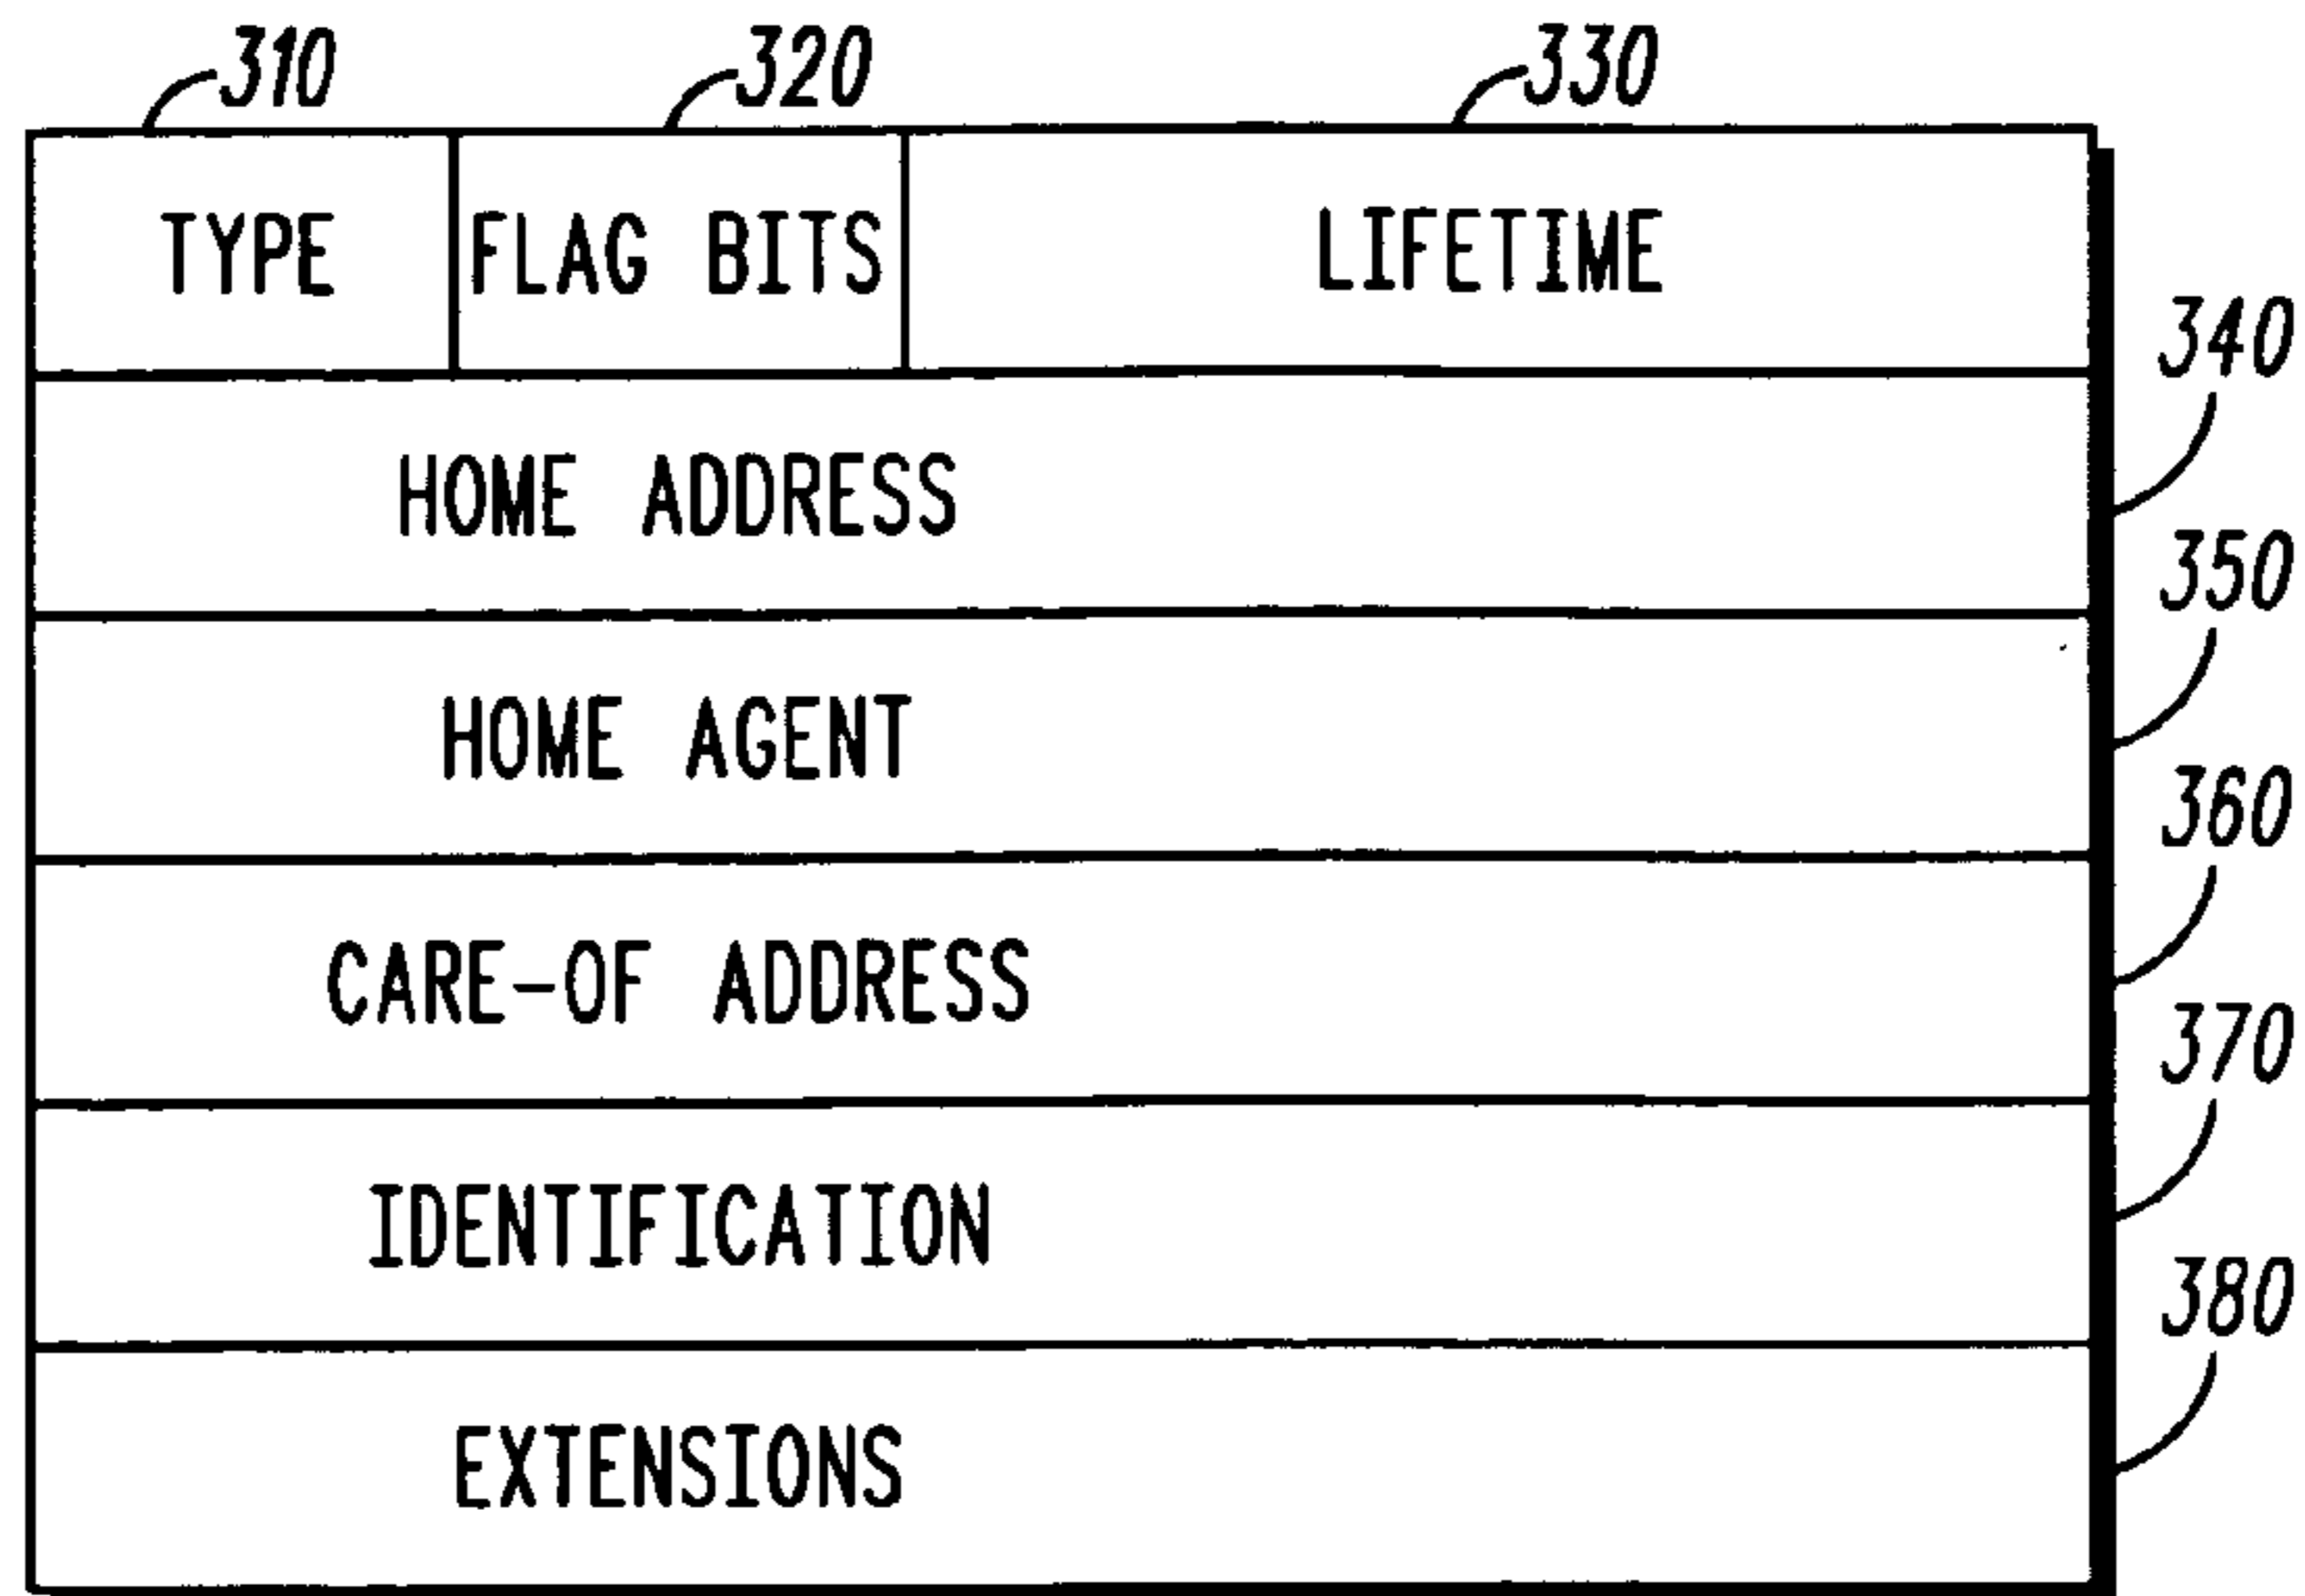 310 320 330
TYPE FLAG BITS LIFETIME
340
HOME ADDRESS
350
HOME AGENT
360
CARE-OF ADDRESS
370
IDENTIFICATION
380
EXTENSIONS